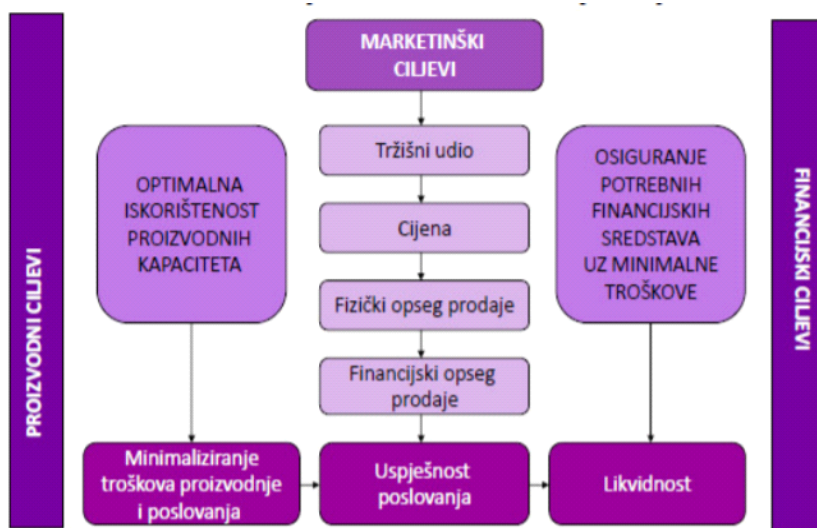 MARKETINŠKI
CILJEVI
PROIZVODNI CILJEVI
OPTIMALNA
ISKORIŠTENOST
PROIZVODNIH
KAPACITETA
Tržišni udio
Cijena
Fizički opseg prodaje
Financijski opseg
prodaje
OSIGURANJE
POTREBNIH
FINANCIJSKIH
SREDSTAVA
UZ MINIMALNE
TROŠKOVE
FINANCIJSKI CILJEVI
Minimaliziranje
troškova proizvodnje
i poslovanja
Uspješnost
poslovanja
Likvidnost